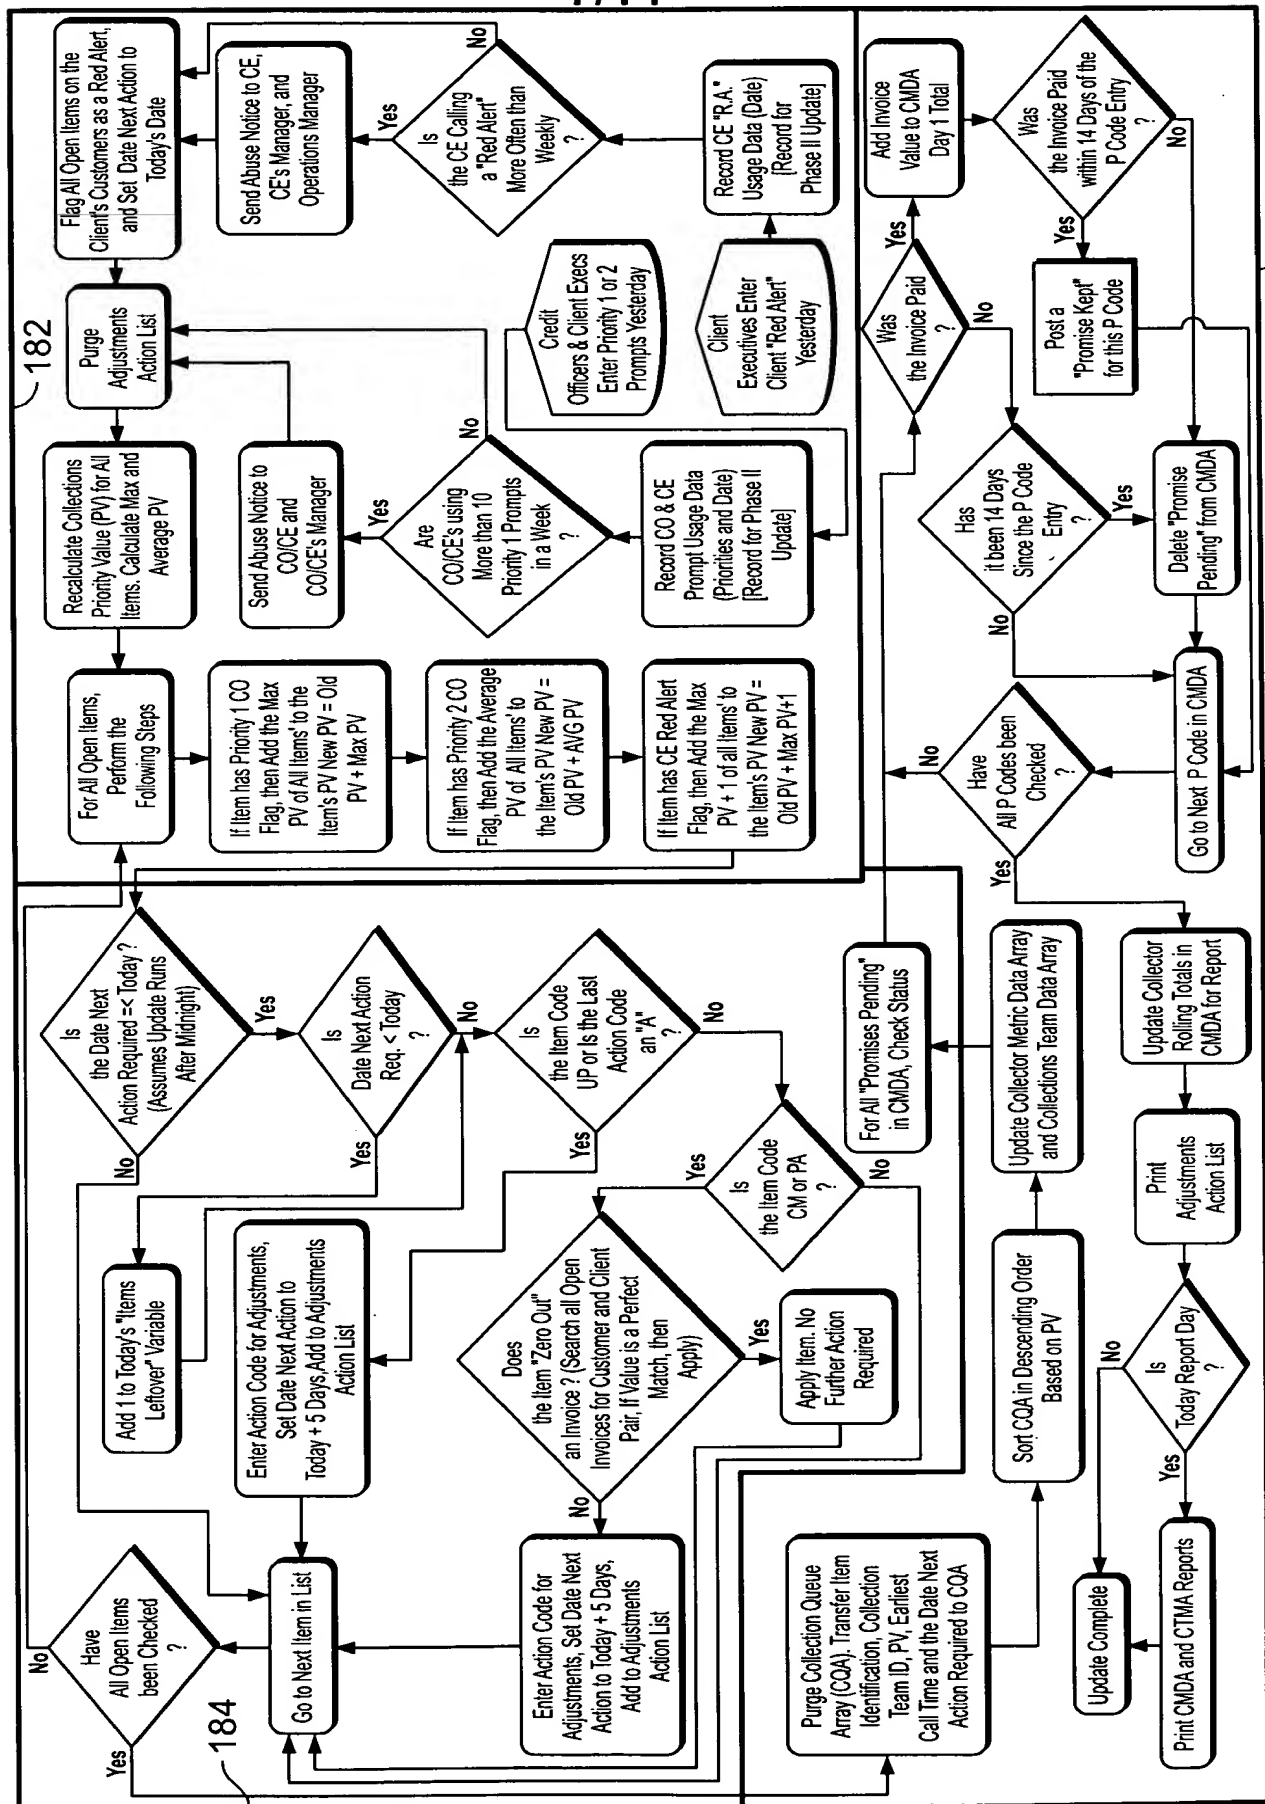 182
Flag All Open Items on the
Client's Customers as a Red Alert,
and Set Date Next Action to
Today's Date
No
Send Abuse Notice to CE,
CE's Manager, and
Operations Manager
Yes
Is
the CE Calling
a "Red Alert"
More Often than
Weekly
?
Record CE "R.A."
Usage Data (Date)
[Record for
Phase II Update]
Purge
Adjustments
Action List
Credit
Officers & Client Execs
Enter Priority 1 or 2
Prompts Yesterday
Client
Executives Enter
Client "Red Alert"
Yesterday
Recalculate Collections
Priority Value (PV) for All
Items. Calculate Max and
Average PV
Send Abuse Notice to
CO/CE and
CO/CE's Manager
Yes
No
Are
CO/CE's using
More than 10
Priority 1 Prompts
in a Week
?
Record CO & CE
Prompt Usage Data
(Priorities and Date)
[Record for Phase II
Update]
For All Open Items,
Perform the
Following Steps
If Item has Priority 1 CO
Flag, then Add the Max
PV of All Items' to the
Item's PV New PV = Old
PV + Max PV
If Item has Priority 2 CO
Flag, then Add the Average
PV of All Items' to
the Item's PV New PV =
Old PV + AVG PV
If Item has CE Red Alert
Flag, then Add the Max
PV + 1 of all Items' to
the Item's PV New PV =
Old PV + Max PV+1
Is
the Date Next
Action Required =< Today ?
(Assumes Update Runs
After Midnight)
No
Yes
Is
Date Next Action
Req. < Today
?
Yes
No
Is
the Item Code
UP or Is the Last
Action Code
an "A"
?
Yes
No
Is
the Item Code
CM or PA
?
Yes
No
Add 1 to Today's "Items
Leftover" Variable
Enter Action Code for Adjustments,
Set Date Next Action to
Today + 5 Days,Add to Adjustments
Action List
Does
the Item "Zero Out"
an Invoice ? (Search all Open
Invoices for Customer and Client
Pair, If Value is a Perfect
Match, then
Apply)
Yes
No
Apply Item. No
Further Action
Required
Have
All Open Items
been Checked
?
No
Yes
Go to Next Item in List
Enter Action Code for
Adjustments, Set Date Next
Action to Today + 5 Days,
Add to Adjustments
Action List
184
Purge Collection Queue
Array (CQA). Transfer Item
Identification, Collection
Team ID, PV, Earliest
Call Time and the Date Next
Action Required to CQA
Sort CQA in Descending Order
Based on PV
Update Collector Metric Data Array
and Collections Team Data Array
For All "Promises Pending"
in CMDA, Check Status
Was
the Invoice Paid
?
Yes
No
Add Invoice
Value to CMDA
Day 1 Total
Was
the Invoice Paid
within 14 Days of the
P Code Entry
?
Yes
No
Post a
"Promise Kept"
for this P Code
Has
it been 14 Days
Since the P Code
Entry
?
Yes
No
Delete "Promise
Pending" from CMDA
Go to Next P Code in CMDA
Have
All P Codes been
Checked
?
No
Yes
Update Collector
Rolling Totals in
CMDA for Report
Print
Adjustments
Action List
Is
Today Report Day
?
No
Yes
Print CMDA and CTMA Reports
Update Complete